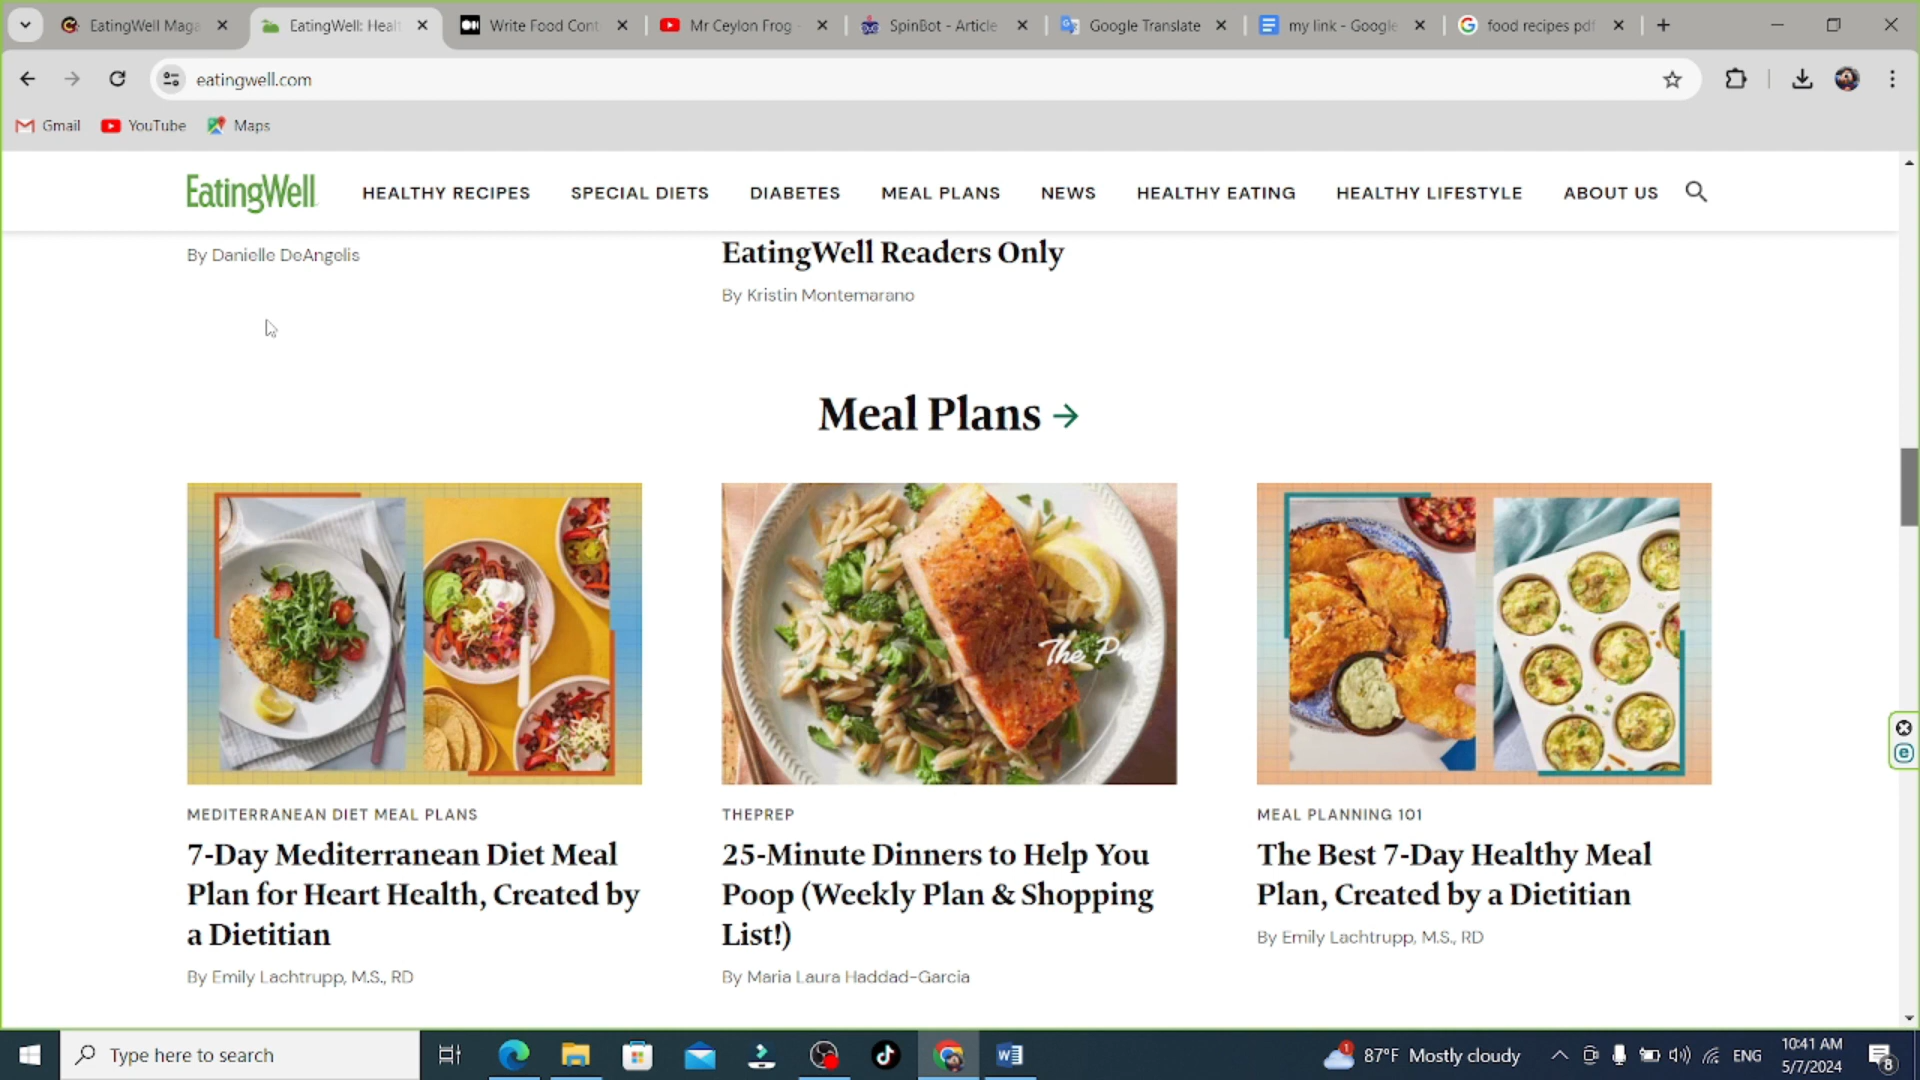 EatingWell Maga
EatingWell: Healt
Write Food Cont
Mr Ceylon Frog -
SpinBot - Article
Google Translate
my link - Google
food recipes pdf
eatingwell.com
Gmail
YouTube
Maps
EatingWell
HEALTHY RECIPES
SPECIAL DIETS
DIABETES
MEAL PLANS
NEWS
HEALTHY EATING
HEALTHY LIFESTYLE
ABOUT US
By Danielle DeAngelis
EatingWell Readers Only
By Kristin Montemarano
Meal Plans
The Pre
MEDITERRANEAN DIET MEAL PLANS
7-Day Mediterranean Diet Meal
Plan for Heart Health, Created by
a Dietitian
By Emily Lachtrupp, M.S., RD
THEPREP
25-Minute Dinners to Help You
Poop (Weekly Plan & Shopping
List!)
By Maria Laura Haddad-Garcia
MEAL PLANNING 101
The Best 7-Day Healthy Meal
Plan, Created by a Dietitian
By Emily Lachtrupp, M.S., RD
Type here to search
87°F Mostly cloudy
ENG
10:41 AM
5/7/2024
8